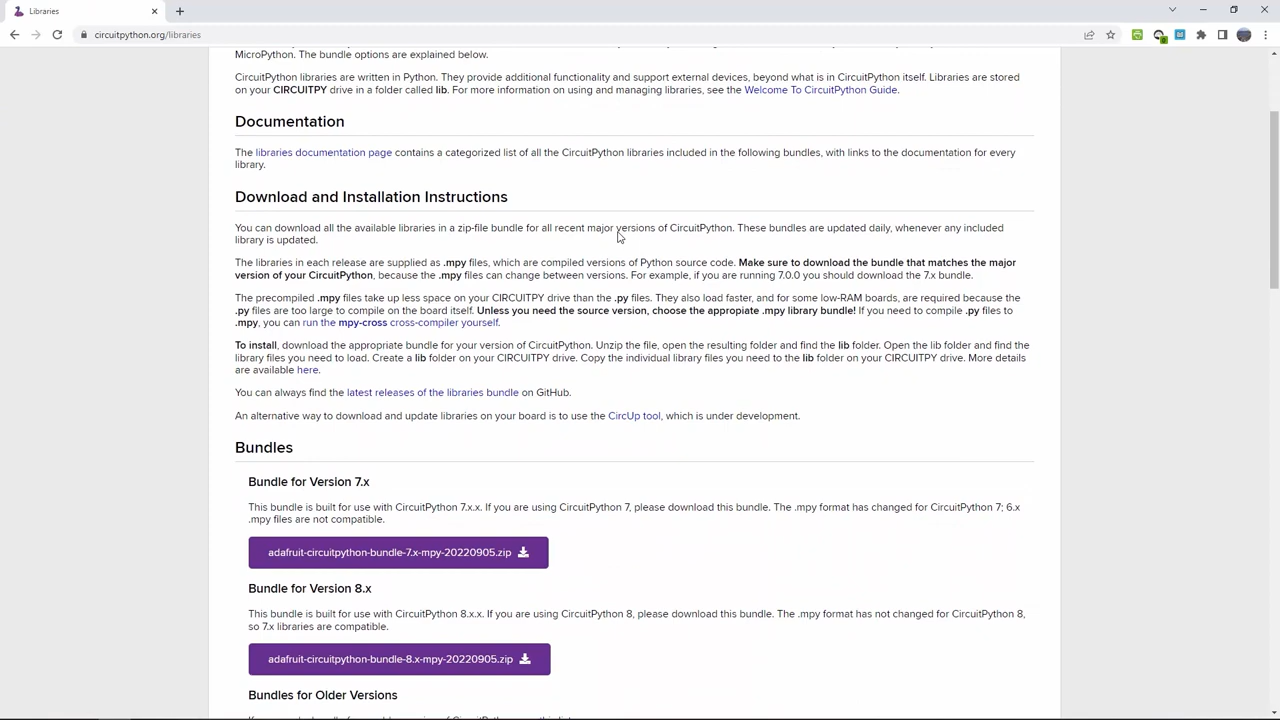 Libraries
circuitpython.org/libraries
MicroPython. The bundle options are explained below.
CircuitPython libraries are written in Python. They provide additional functionality and support external devices, beyond what is in CircuitPython itself. Libraries are stored
on your CIRCUITPY drive in a folder called lib. For more information on using and managing libraries, see the Welcome To CircuitPython Guide.
Documentation
The libraries documentation page contains a categorized list of all the CircuitPython libraries included in the following bundles, with links to the documentation for every
library.
Download and Installation Instructions
You can download all the available libraries in a zip-file bundle for all recent major versions of CircuitPython. These bundles are updated daily, whenever any included
library is updated.
The libraries in each release are supplied as .mpy files, which are compiled versions of Python source code. Make sure to download the bundle that matches the major
version of your CircuitPython, because the .mpy files can change between versions. For example, if you are running 7.0.0 you should download the 7.x bundle.
The precompiled .mpy files take up less space on your CIRCUITPY drive than the .py files. They also load faster, and for some low-RAM boards, are required because the
.py files are too large to compile on the board itself. Unless you need the source version, choose the appropiate .mpy library bundle! If you need to compile .py files to
.mpy, you can run the mpy-cross cross-compiler yourself.
To install, download the appropriate bundle for your version of CircuitPython. Unzip the file, open the resulting folder and find the lib folder. Open the lib folder and find the
library files you need to load. Create a lib folder on your CIRCUITPY drive. Copy the individual library files you need to the lib folder on your CIRCUITPY drive. More details
are available here.
You can always find the latest releases of the libraries bundle on GitHub.
An alternative way to download and update libraries on your board is to use the CircUp tool, which is under development.
Bundles
Bundle for Version 7.x
This bundle is built for use with CircuitPython 7.x.x. If you are using CircuitPython 7, please download this bundle. The .mpy format has changed for CircuitPython 7; 6.x
.mpy files are not compatible.
adafruit-circuitpython-bundle-7.x-mpy-20220905.zip
Bundle for Version 8.x
This bundle is built for use with CircuitPython 8.x.x. If you are using CircuitPython 8, please download this bundle. The .mpy format has not changed for CircuitPython 8,
so 7.x libraries are compatible.
adafruit-circuitpython-bundle-8.x-mpy-20220905.zip
Bundles for Older Versions